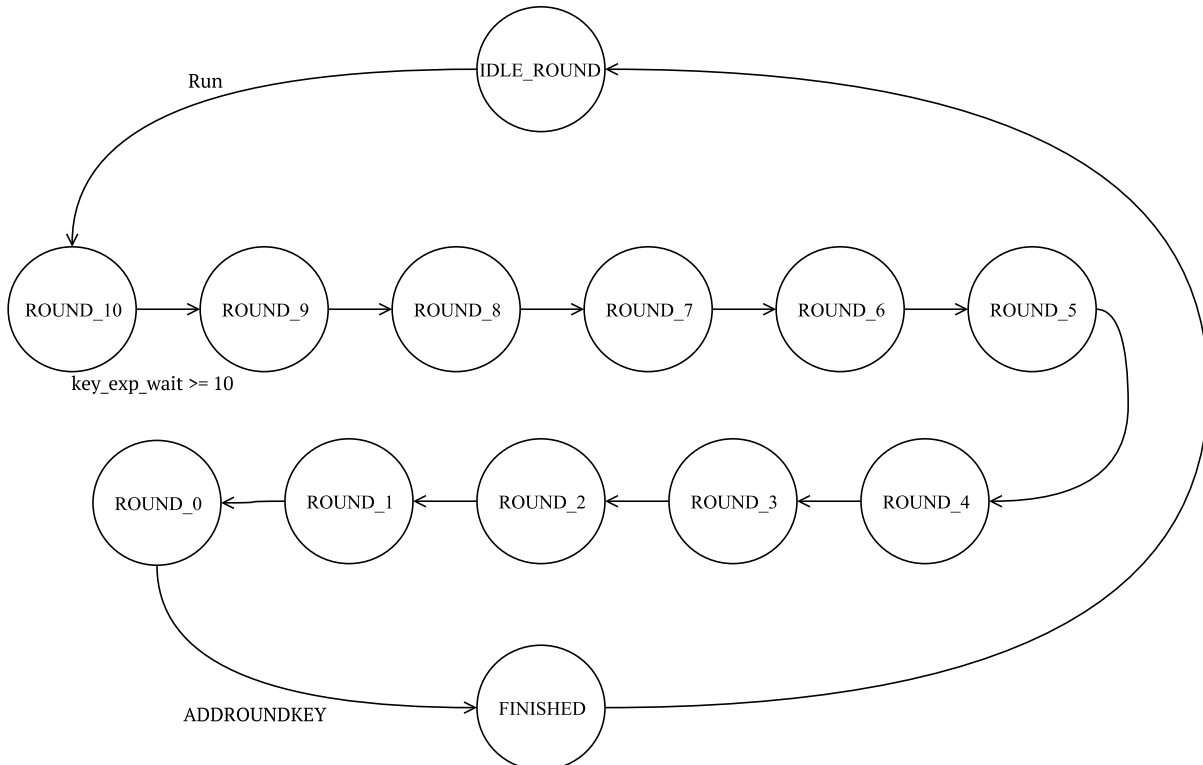 IDLE_ROUND
Run
ROUND_10
ROUND_9
ROUND_8
ROUND_7
ROUND_6
ROUND_5
key_exp_wait >= 10
ROUND_0
ROUND_1
ROUND_2
ROUND_3
ROUND_4
ADDROUNDKEY
FINISHED